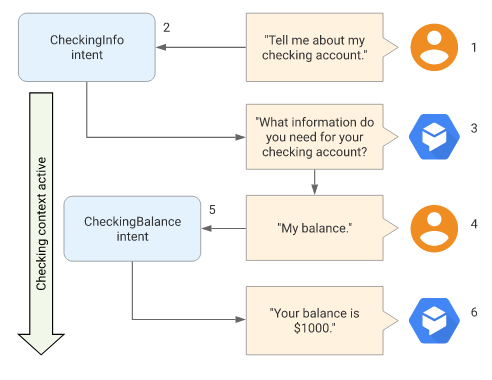 CheckingInfo
intent
2
"Tell me about my
checking account."
1
"What information do
you need for your
checking account?
3
Checking context active
CheckingBalance
intent
5
"My balance."
4
"Your balance is
$1000."
6